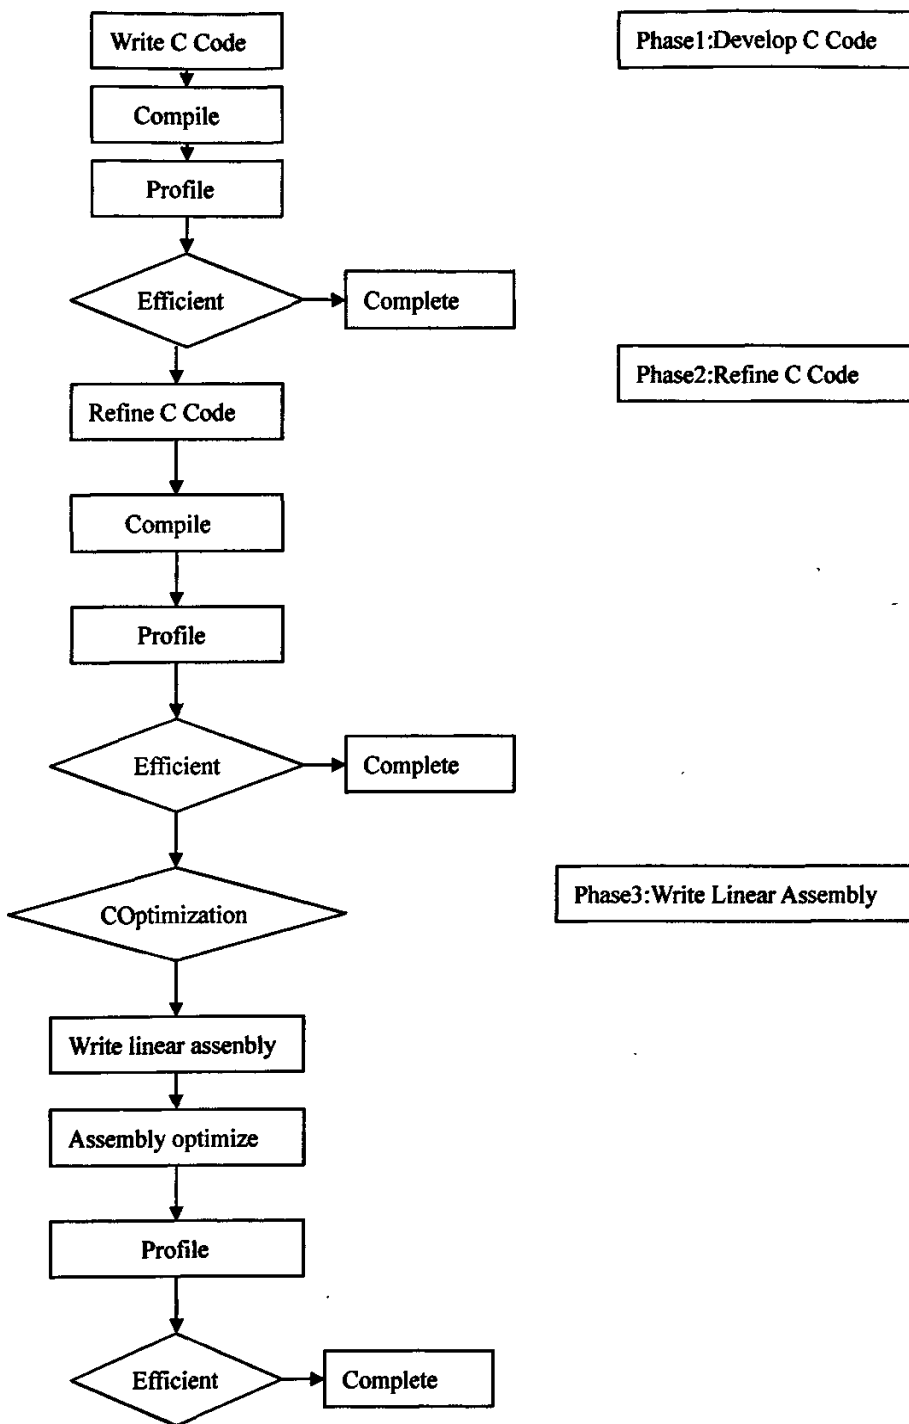 Write C Code
Phase1:Develop C Code
Compile
Profile
Efficient
Complete
Phase2:Refine C Code
Refine C Code
Compile
Profile
Efficient
Complete
COptimization
Phase3:Write Linear Assembly
Write linear assenbly
Assembly optimize
Profile
Efficient
Complete